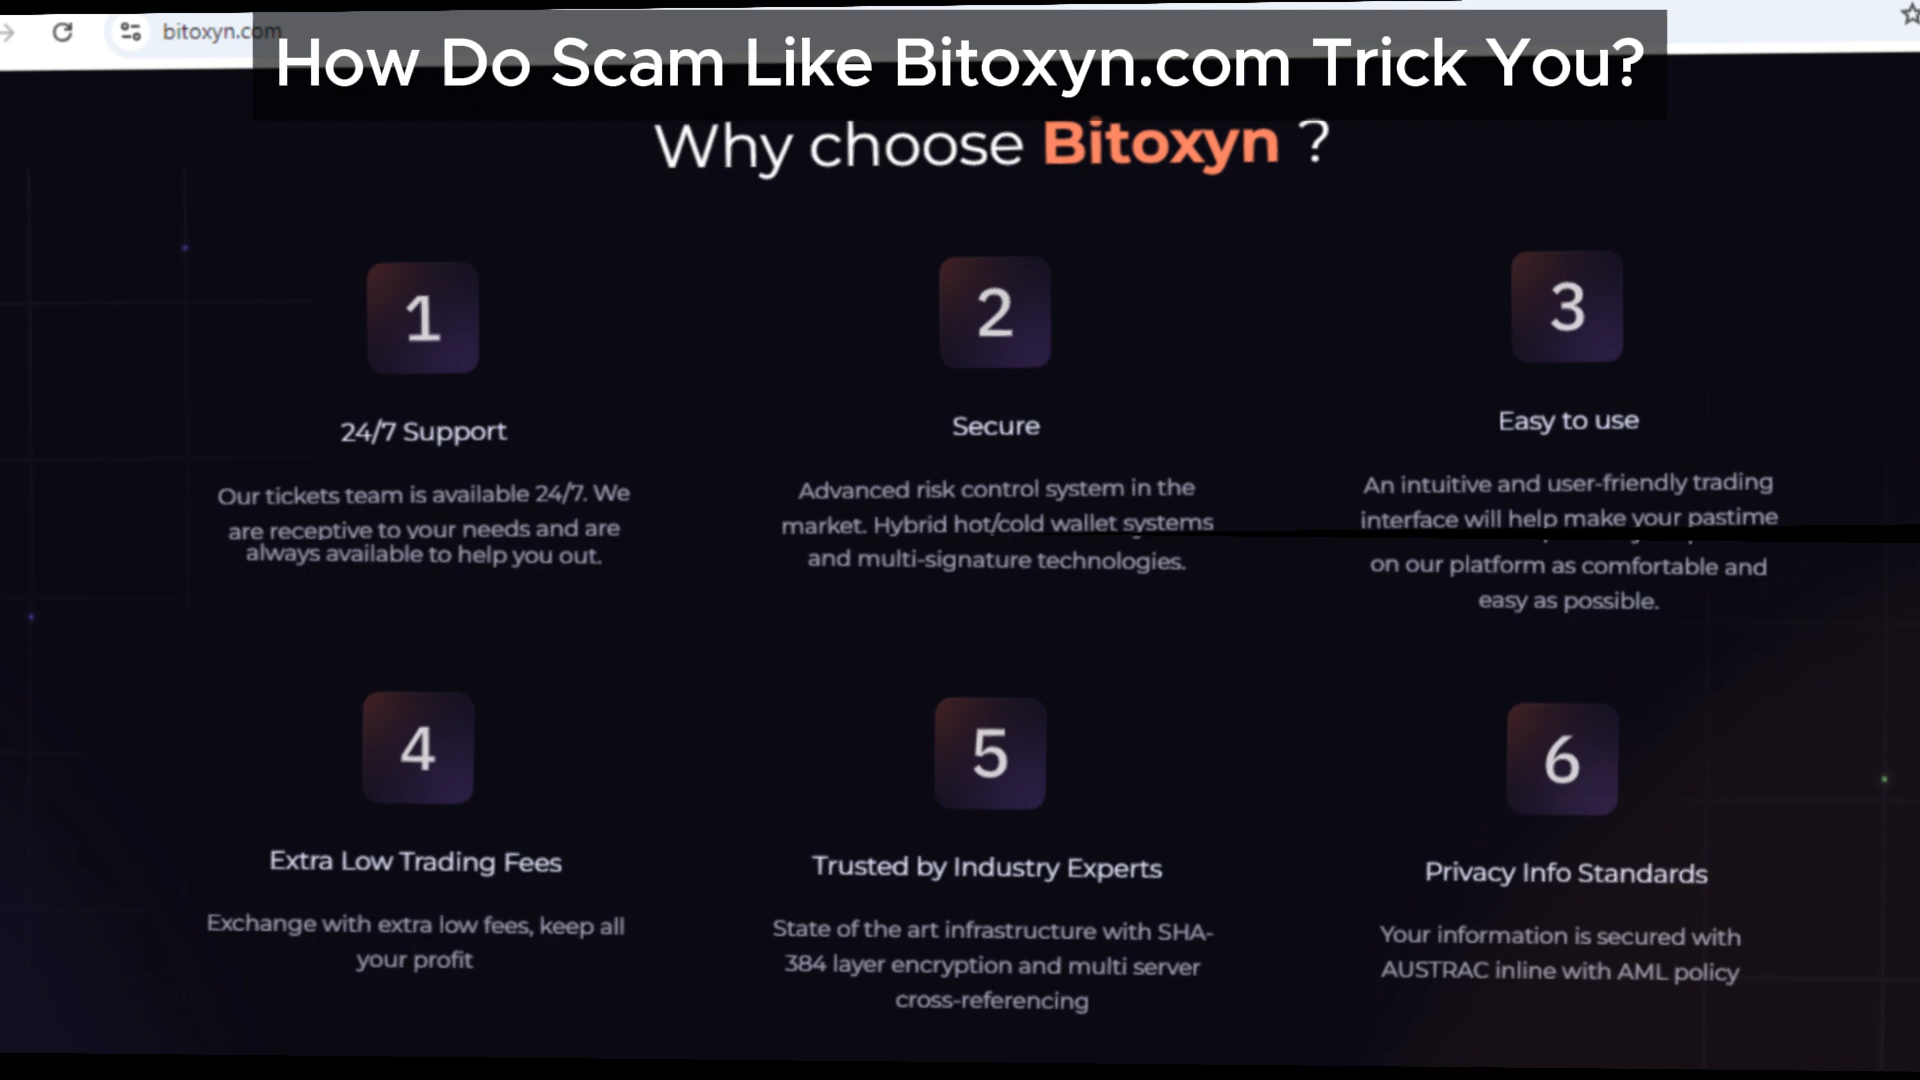 bitoxyn.com
How Do Scam Like Bitoxyn.com Trick You?
Why choose Bitoxyn ?
1
24/7 Support
Our tickets team is available 24/7. We
are receptive to your needs and are
always available to help you out.
2
Secure
Advanced risk control system in the
market. Hybrid hot/cold wallet systems
and multi-signature technologies.
3
Easy to use
An intuitive and user-friendly trading
interface will help make your pastime
on our platform as comfortable and
easy as possible.
4
Extra Low Trading Fees
Exchange with extra low fees, keep all
your profit
5
Trusted by Industry Experts
State of the art infrastructure with SHA-
384 layer encryption and multi server
cross-referencing
6
Privacy Info Standards
Your information is secured with
AUSTRAC inline with AML policy